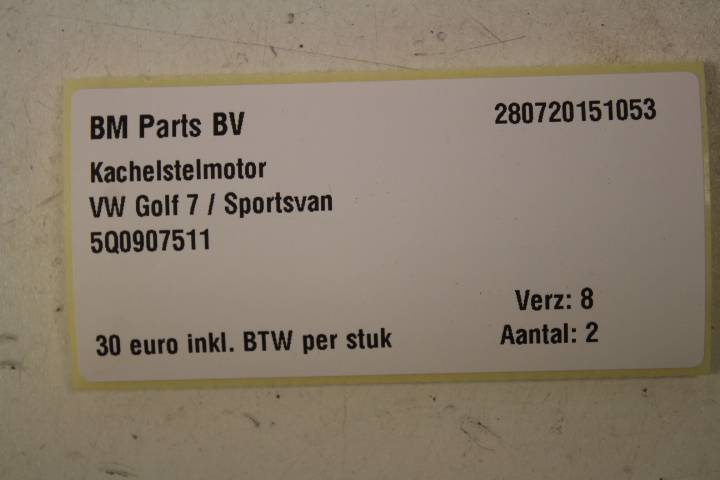 BM Parts BV
280720151053
Kachelstelmotor
VW Golf 7 / Sportsvan
5Q0907511
Verz: 8
30 euro inkl. BTW per stuk
Aantal: 2